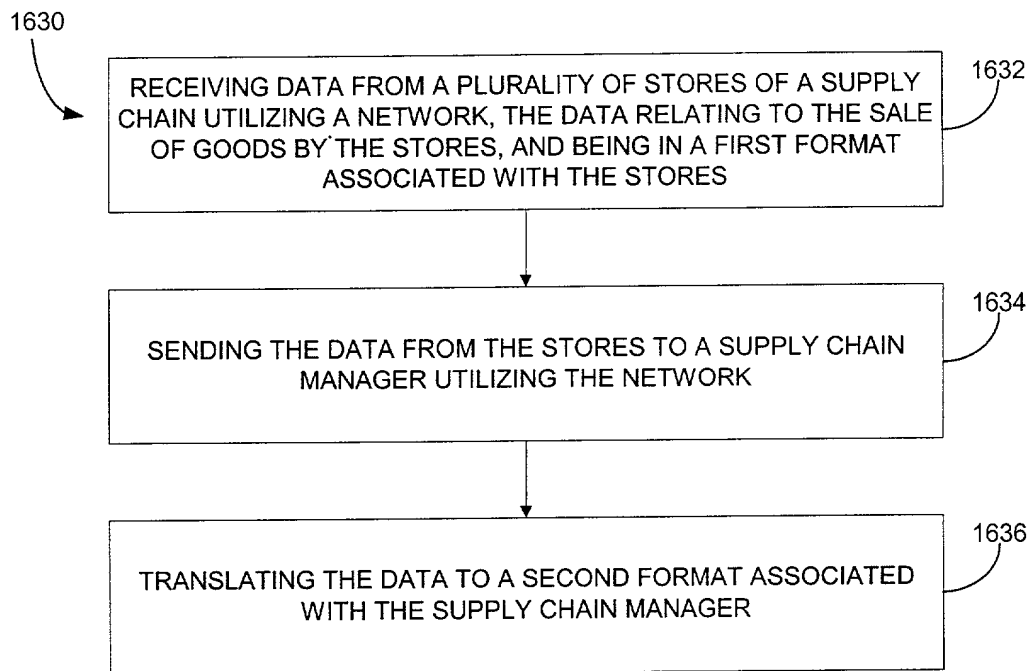 1630
1632
RECEIVING DATA FROM A PLURALITY OF STORES OF A SUPPLY
CHAIN UTILIZING A NETWORK, THE DATA RELATING TO THE SALE
OF GOODS BY THE STORES, AND BEING IN A FIRST FORMAT
ASSOCIATED WITH THE STORES
1634
SENDING THE DATA FROM THE STORES TO A SUPPLY CHAIN
MANAGER UTILIZING THE NETWORK
1636
TRANSLATING THE DATA TO A SECOND FORMAT ASSOCIATED
WITH THE SUPPLY CHAIN MANAGER